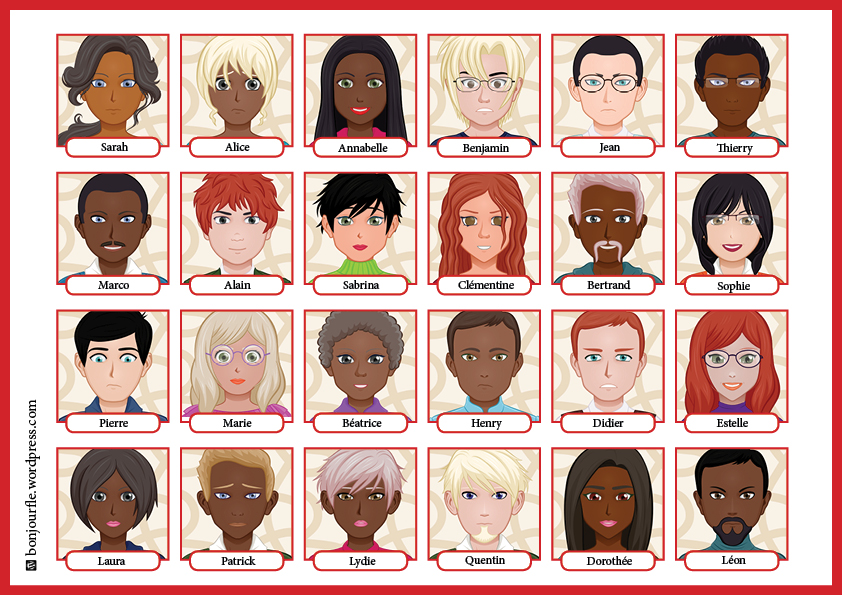 Sarah
Alice
Annabelle
Benjamin
Jean
Thierry
Marco
Alain
Sabrina
Clémentine
Bertrand
Sophie
Pierre
Marie
Béatrice
Henry
Didier
Estelle
Laura
Patrick
Lydie
Quentin
Dorothée
Léon
bonjourfle.wordpress.com